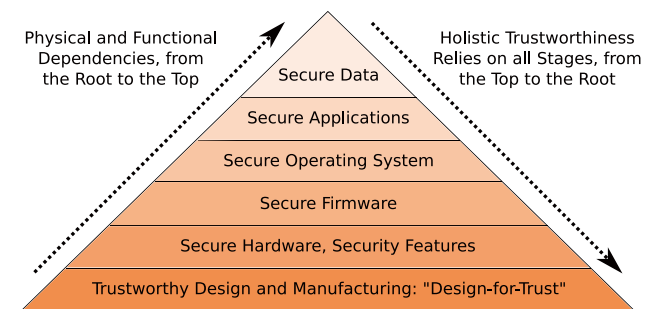 Physical and Functional
Dependencies, from
the Root to the Top
Holistic Trustworthiness
Relies on all Stages, from
the Top to the Root
Secure Data
Secure Applications
Secure Operating System
Secure Firmware
Secure Hardware, Security Features
Trustworthy Design and Manufacturing: "Design-for-Trust"